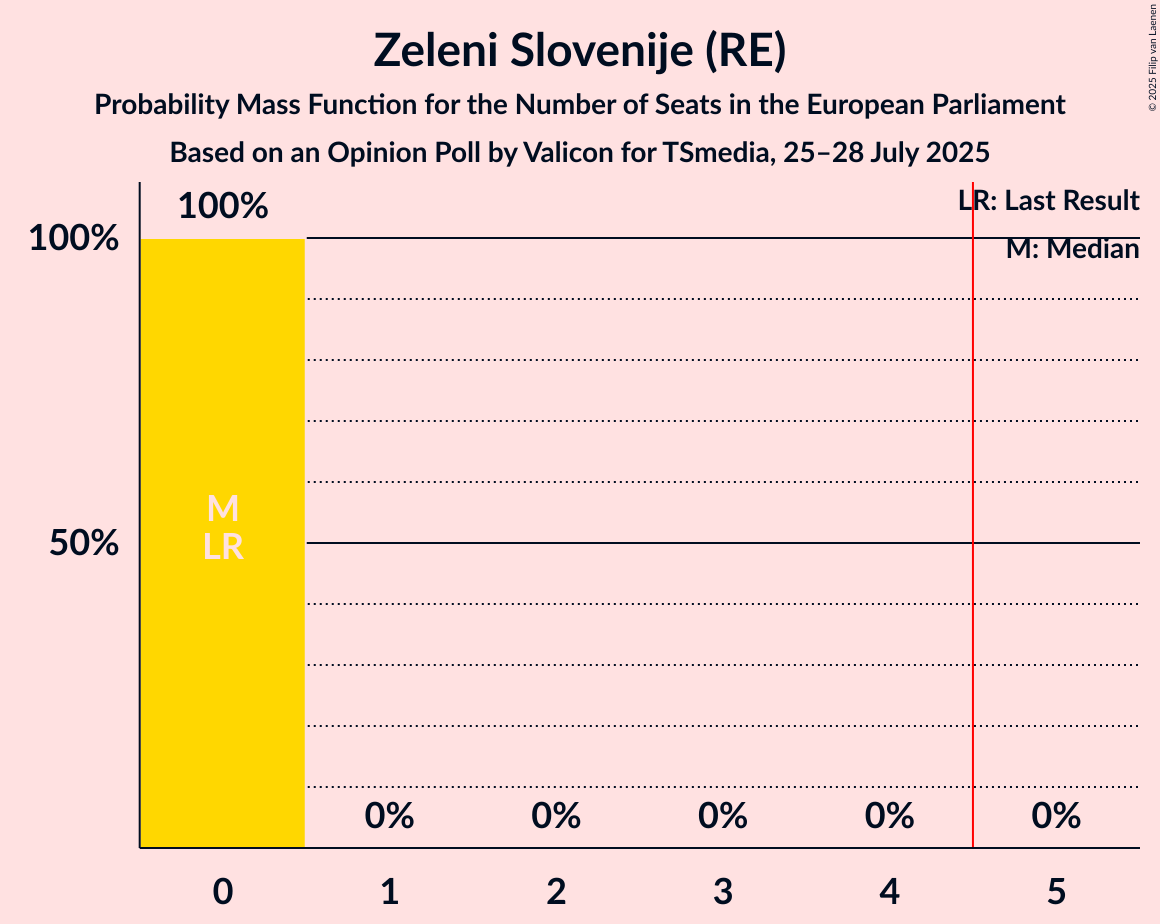 Zeleni Slovenije (RE)
Probability Mass Function for the Number of Seats in the European Parliament
Based on an Opinion Poll by Valicon for TSmedia, 25–28 July 2025
© 2025 Filip van Laenen
LR: Last Result
M: Median
100%
100%
50%
M
LR
0%
0%
0%
0%
0%
0
1
2
3
4
5